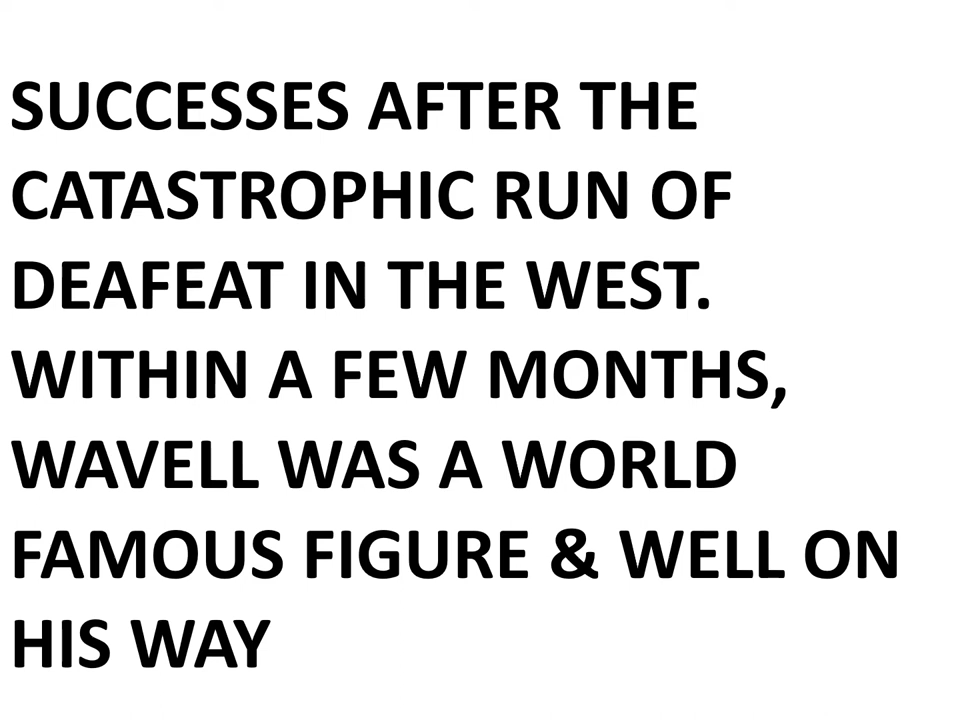 SUCCESSES AFTER THE
CATASTROPHIC RUN OF
DEAFEAT IN THE WEST.
WITHIN A FEW MONTHS,
WAVELL WAS A WORLD
FAMOUS FIGURE & WELL ON
HIS WAY